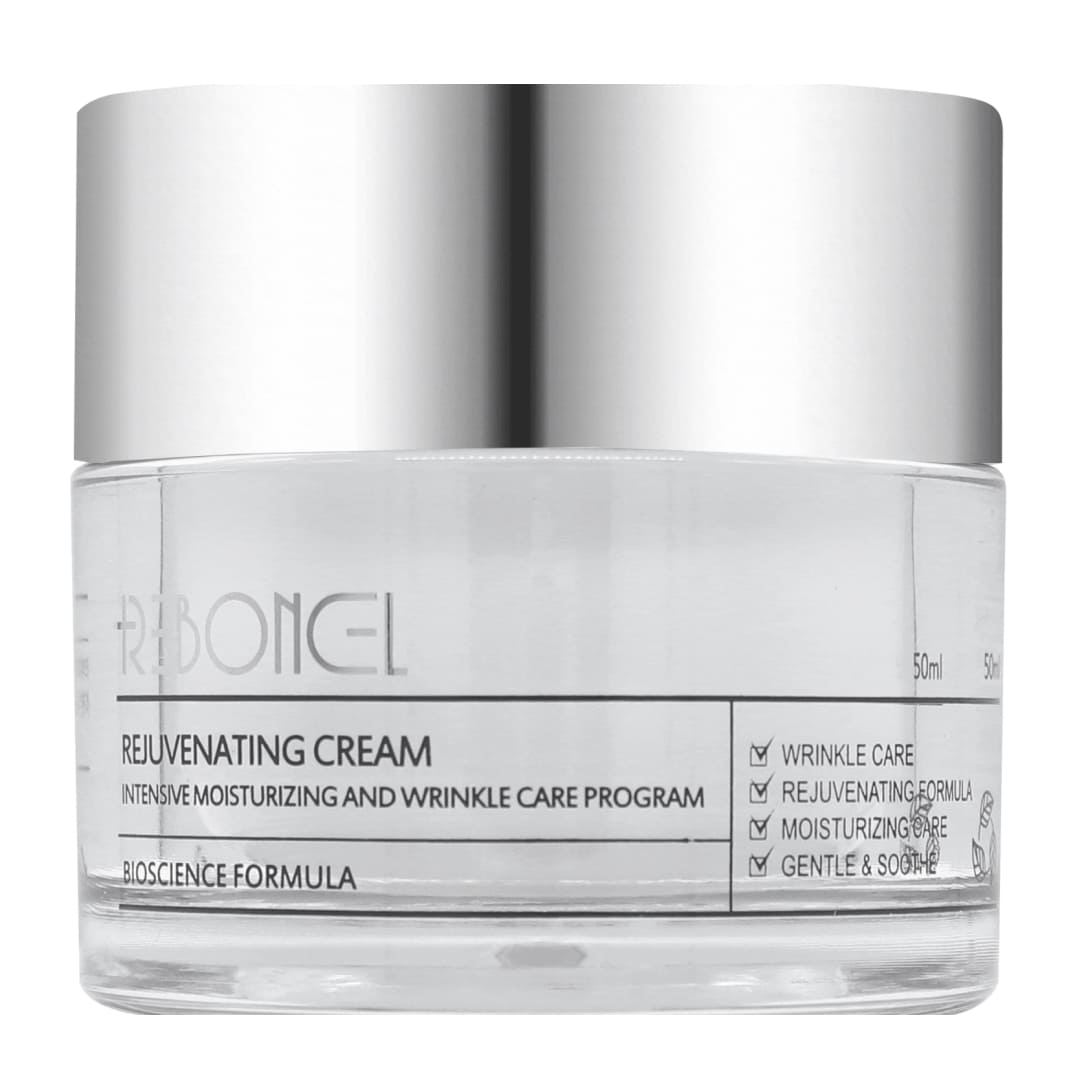 REBONCEL
50ml 50ml
REJUVENATING CREAM
INTENSIVE MOISTURIZING AND WRINKLE CARE PROGRAM
BIOSCIENCE FORMULA
WRINKLE CARE
REJUVENATING FORMULA
MOISTURIZING CARE
GENTLE & SOOTHE